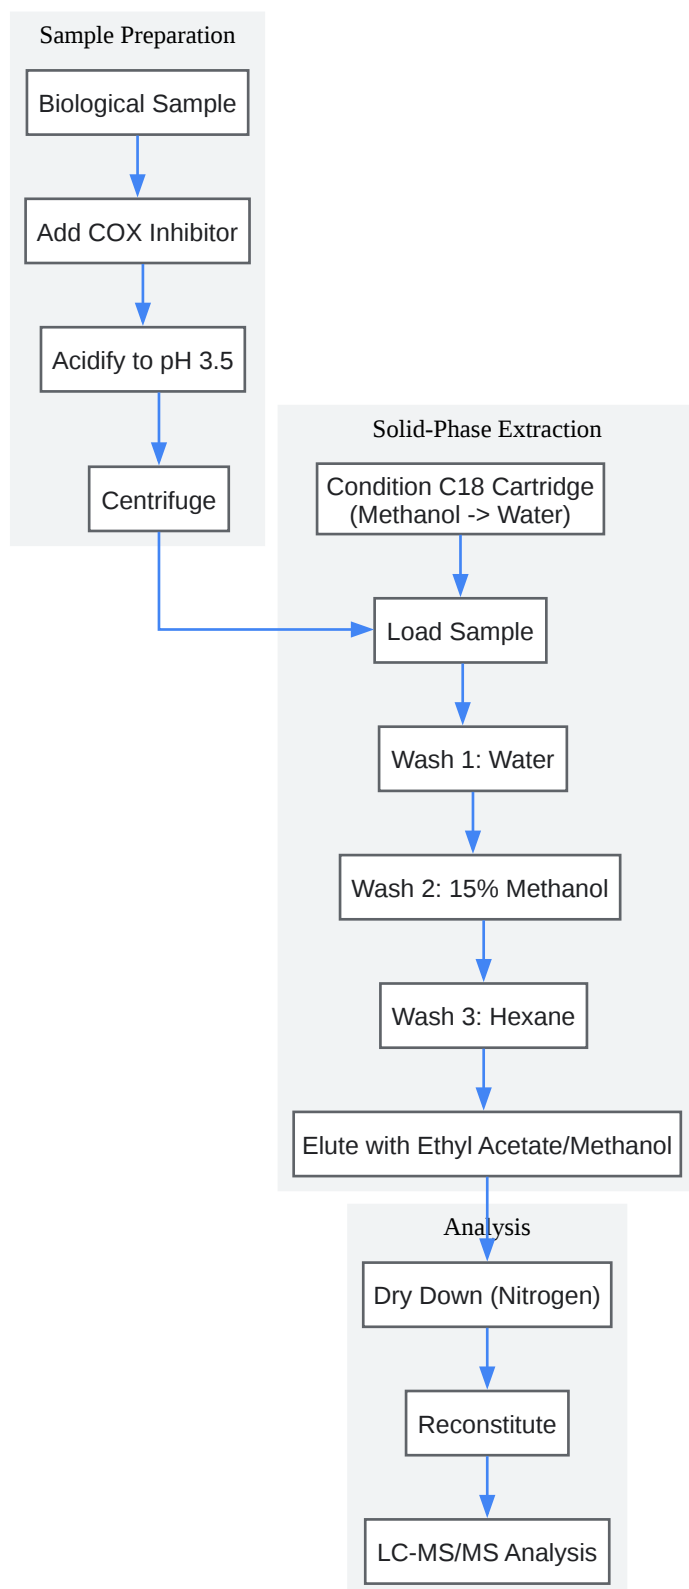 Sample Preparation
Biological Sample
Add COX Inhibitor
Acidify to pH 3.5
Centrifuge
Solid-Phase Extraction
Condition C18 Cartridge
(Methanol -> Water)
Load Sample
Wash 1: Water
Wash 2: 15% Methanol
Wash 3: Hexane
Elute with Ethyl Acetate/Methanol
Analysis
Dry Down (Nitrogen)
Reconstitute
LC-MS/MS Analysis